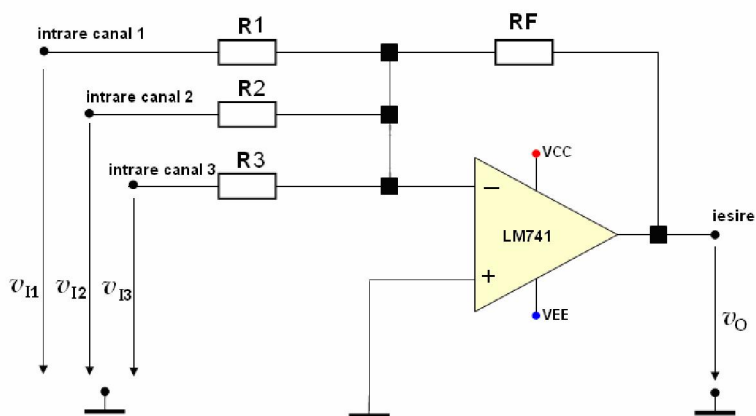 R1
RF
intrare canal 1
R2
intrare canal 2
R3
intrare canal 3
VCC
−
LM741
iesire
+
VEE
vI1
vI2
vI3
vO